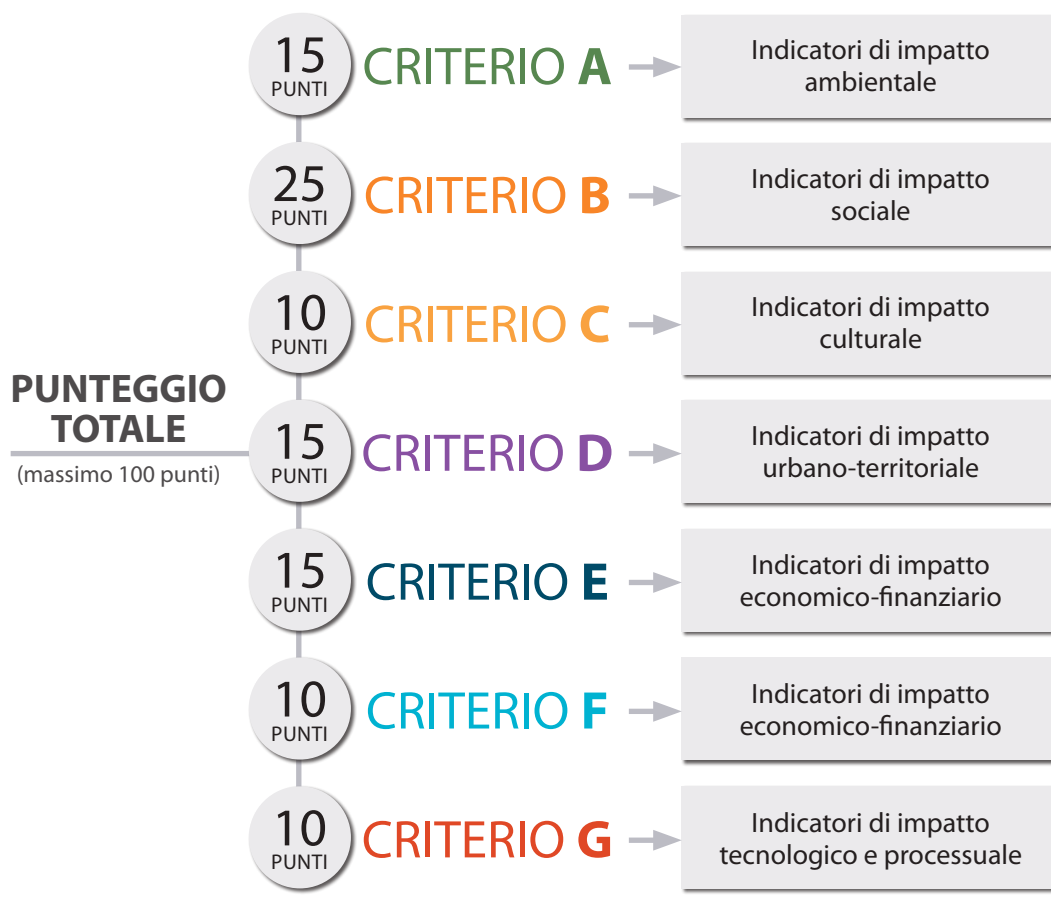 15
PUNTI
CRITERIO A
Indicatori di impatto
ambientale
25
PUNTI
CRITERIO B
Indicatori di impatto
sociale
10
PUNTI
CRITERIO C
Indicatori di impatto
culturale
PUNTEGGIO
TOTALE
(massimo 100 punti)
15
PUNTI
CRITERIO D
Indicatori di impatto
urbano-territoriale
15
PUNTI
CRITERIO E
Indicatori di impatto
economico-finanziario
10
PUNTI
CRITERIO F
Indicatori di impatto
economico-finanziario
10
PUNTI
CRITERIO G
Indicatori di impatto
tecnologico e processuale